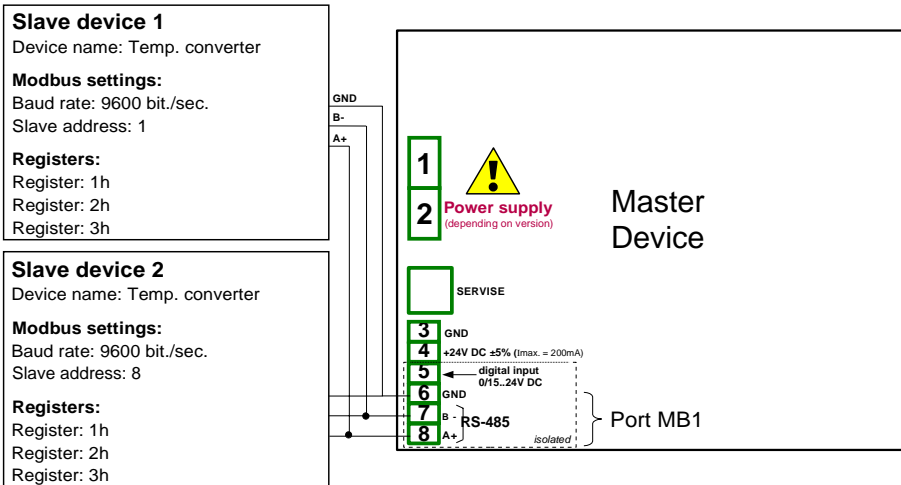 Slave device 1
Device name: Temp. converter
Modbus settings:
Baud rate: 9600 bit./sec.
Slave address: 1
Registers:
Register: 1h
Register: 2h
Register: 3h
Slave device 2
Device name: Temp. converter
Modbus settings:
Baud rate: 9600 bit./sec.
Slave address: 8
Registers:
Register: 1h
Register: 2h
Register: 3h
GND
B-
A+
1
2
Power supply
(depending on version)
Master
Device
SERVISE
3 GND
4 +24V DC ±5% (Imax. = 200mA)
5 digital input
0/15..24V DC
6 GND
7 B -
8 A+
RS-485
isolated
Port MB1